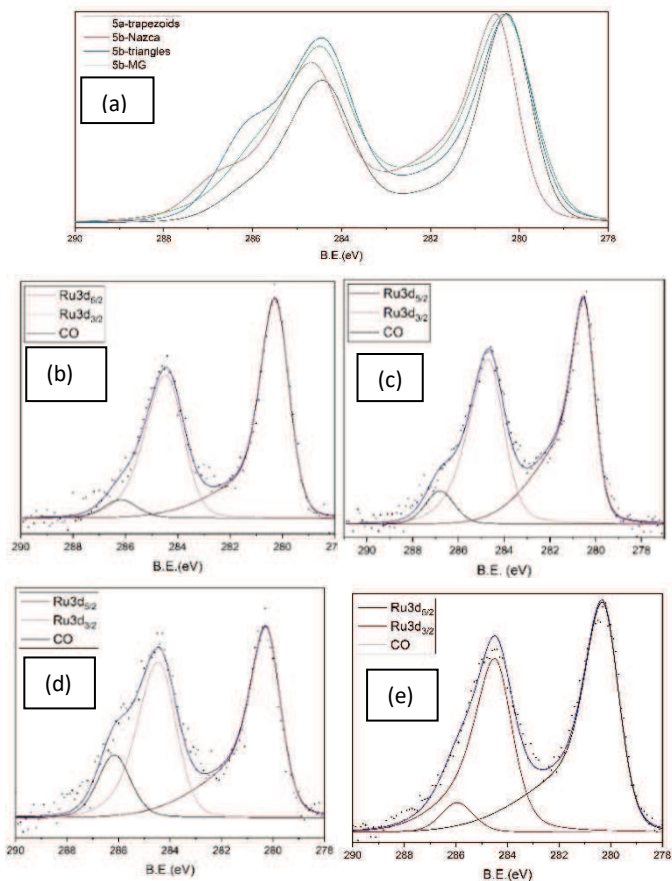 5a-trapezoids
5b-Nazca
5b-triangles
5b-MG
(a)
290 288 286 284 282 280 278
B.E.(eV)
Ru3d5/2
Ru3d3/2
CO
(b)
290 288 286 284 282 280 27
B.E.(eV)
Ru3d5/2
Ru3d3/2
CO
(c)
290 288 286 284 282 280 278
B.E. (eV)
Ru3d5/2
Ru3d3/2
CO
(d)
290 288 286 284 282 280 278
B.E.(eV)
Ru3d5/2
Ru3d3/2
CO
(e)
290 288 286 284 282 280 278
B.E.(eV)